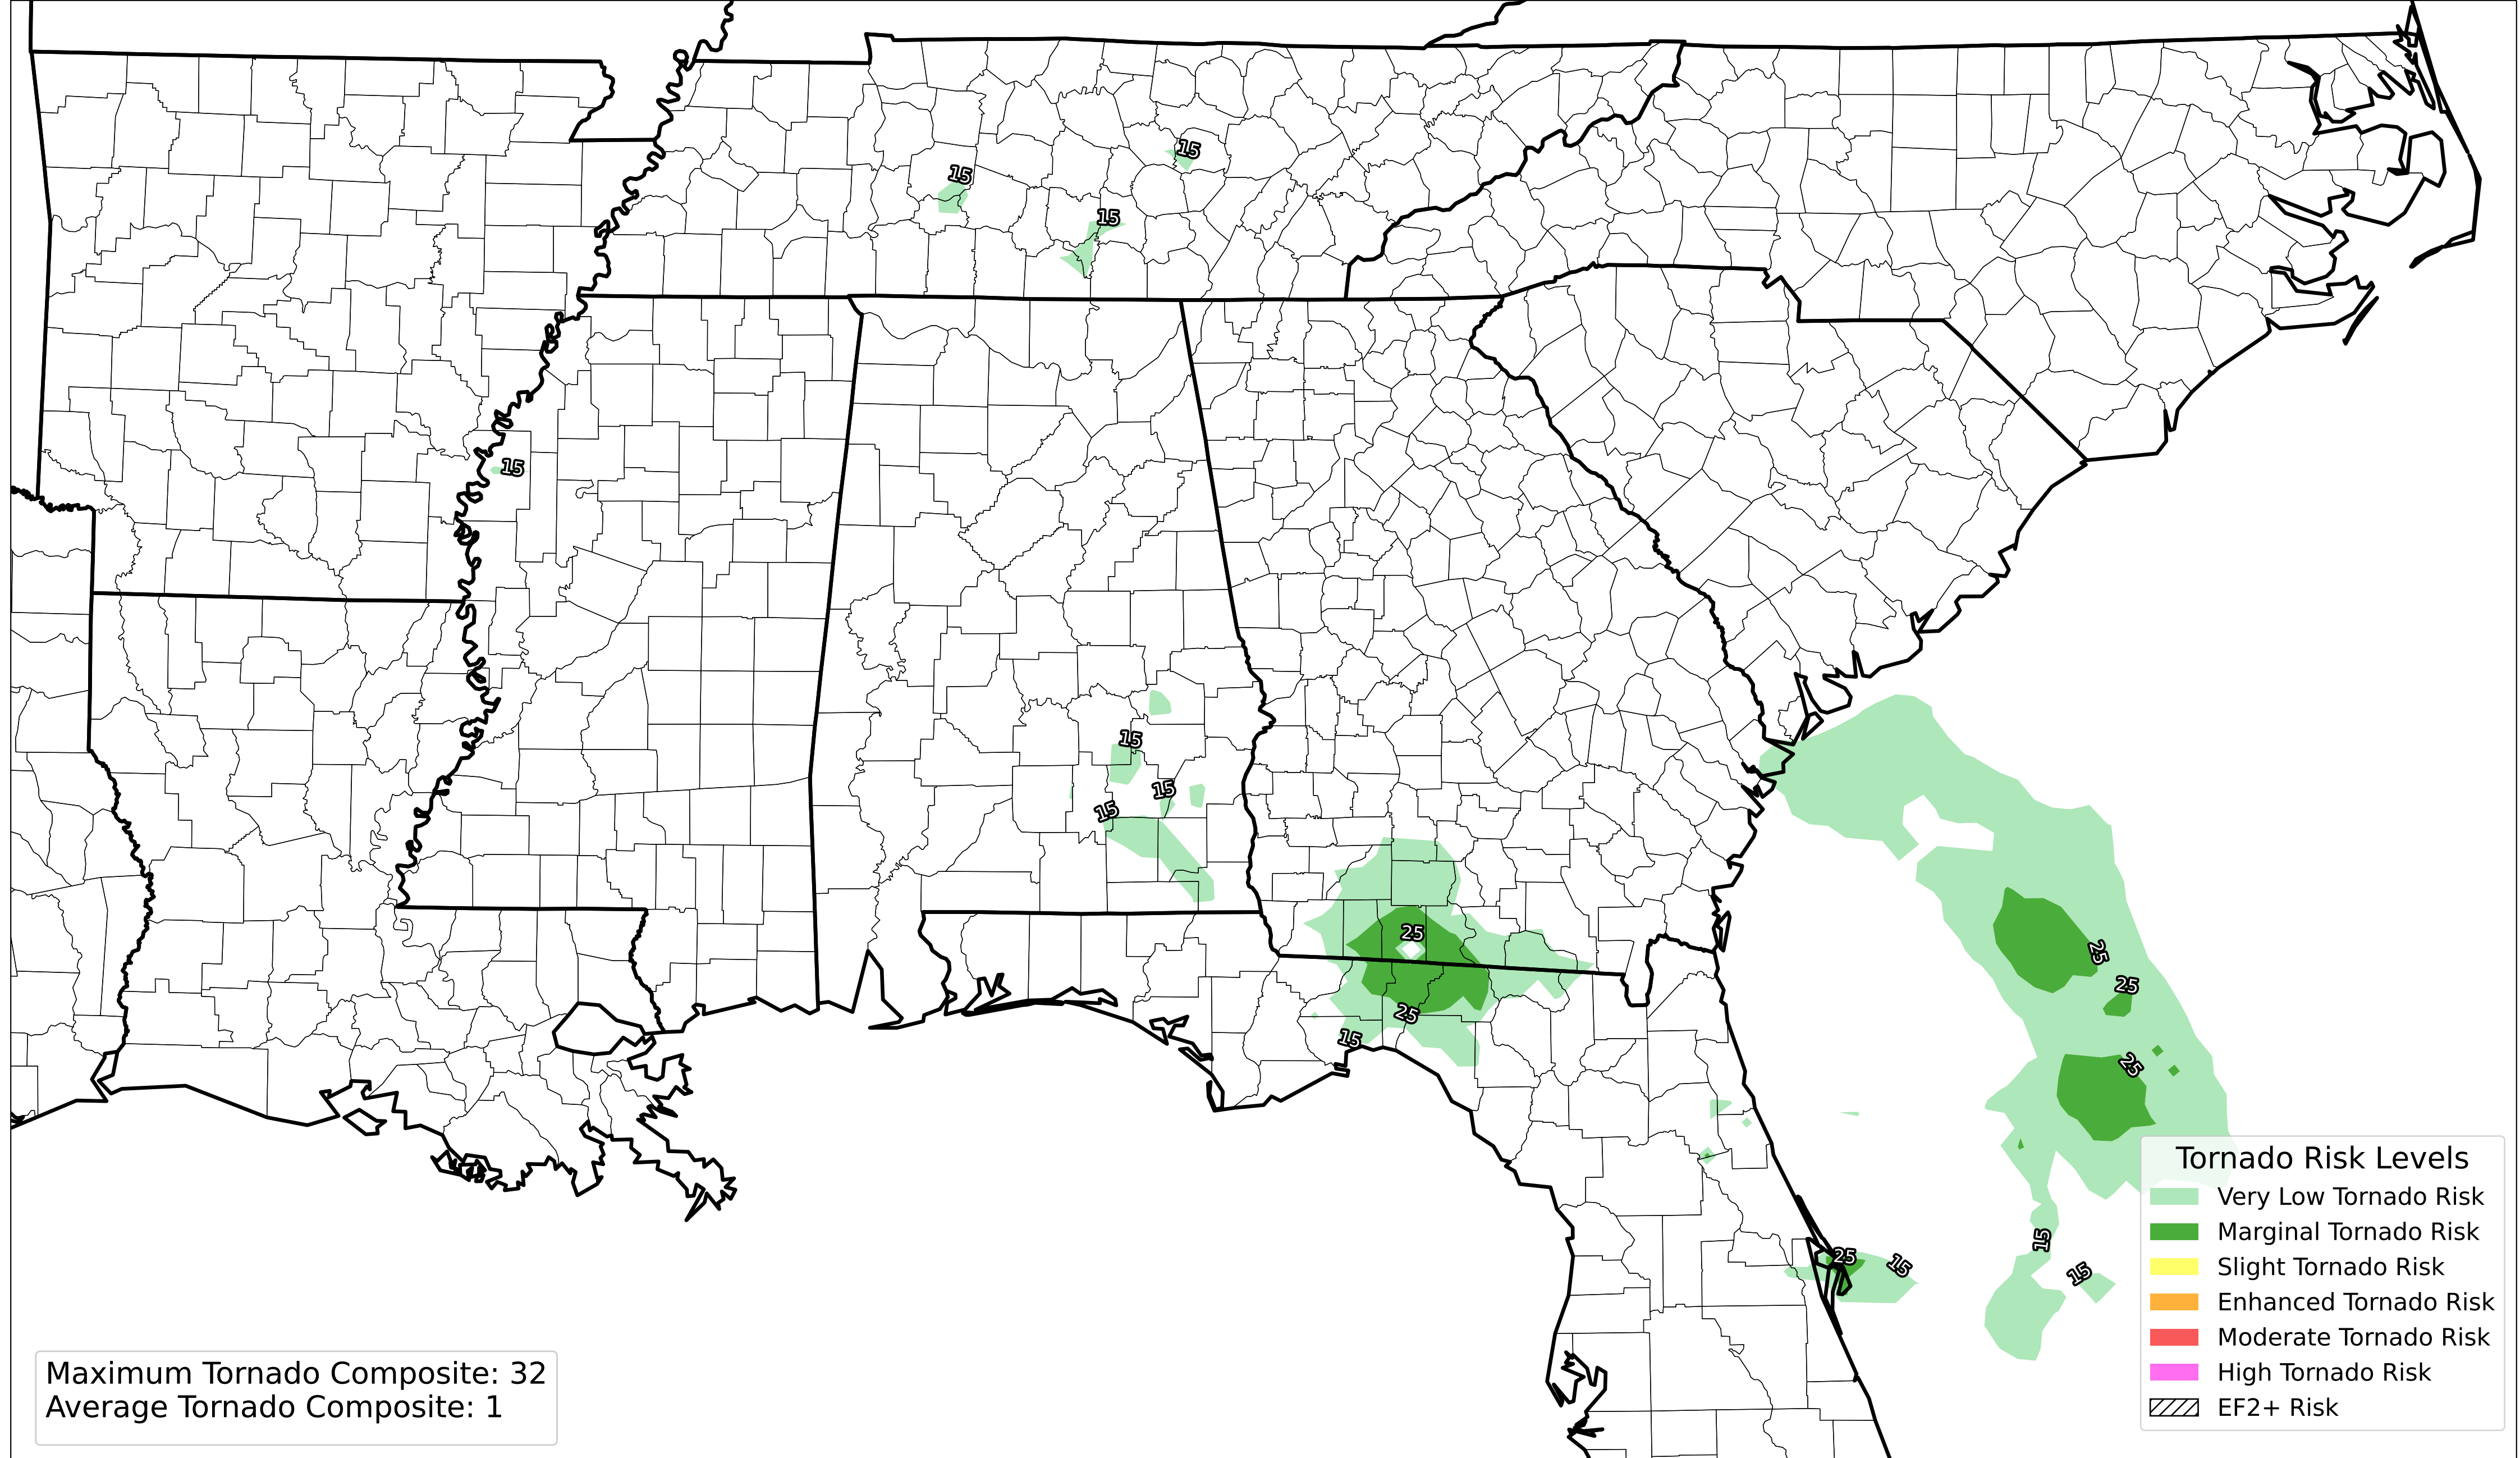 15
15
15
15
15
15
15
25
25
25
25
25
15
15
25
15
15
Tornado Risk Levels
Very Low Tornado Risk
Marginal Tornado Risk
Slight Tornado Risk
Enhanced Tornado Risk
Moderate Tornado Risk
High Tornado Risk
EF2+ Risk
Maximum Tornado Composite: 32
Average Tornado Composite: 1